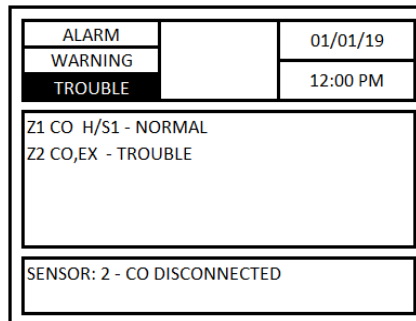 ALARM
WARNING
TROUBLE
01/01/19
12:00 PM
Z1 CO  H/S1 - NORMAL
Z2 CO,EX  - TROUBLE
SENSOR: 2 - CO DISCONNECTED